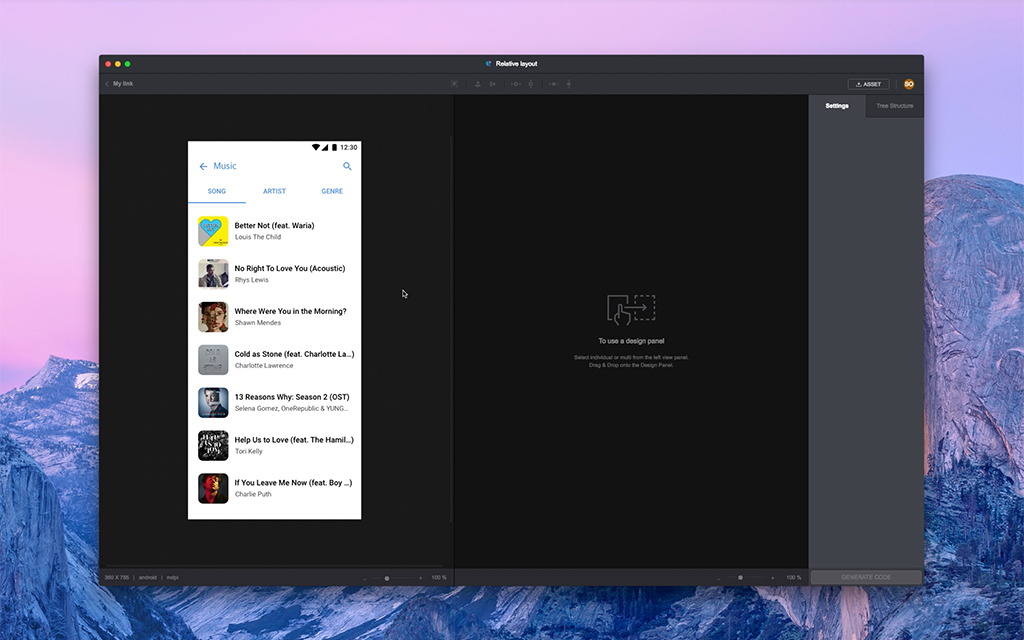 Relative layout
My link
ASSET
SO
Settings
Tree Structure
12:30
Music
SONG
ARTIST
GENRE
Better Not (feat. Waria)
Louis The Child
No Right To Love You (Acoustic)
Rhys Lewis
Where Were You in the Morning?
Shawn Mendes
Cold as Stone (feat. Charlotte La...)
Charlotte Lawrence
13 Reasons Why: Season 2 (OST)
Selena Gomez, OneRepublic & YUNG...
Help Us to Love (feat. The Hamil...)
Tori Kelly
If You Leave Me Now (feat. Boy ...)
Charlie Puth
To use a design panel
Select Individual or multi from the left view panel.
Drag & Drop onto the Design Panel.
360 X 785 | android | mdpi
100 %
100 %
GENERATE CODE